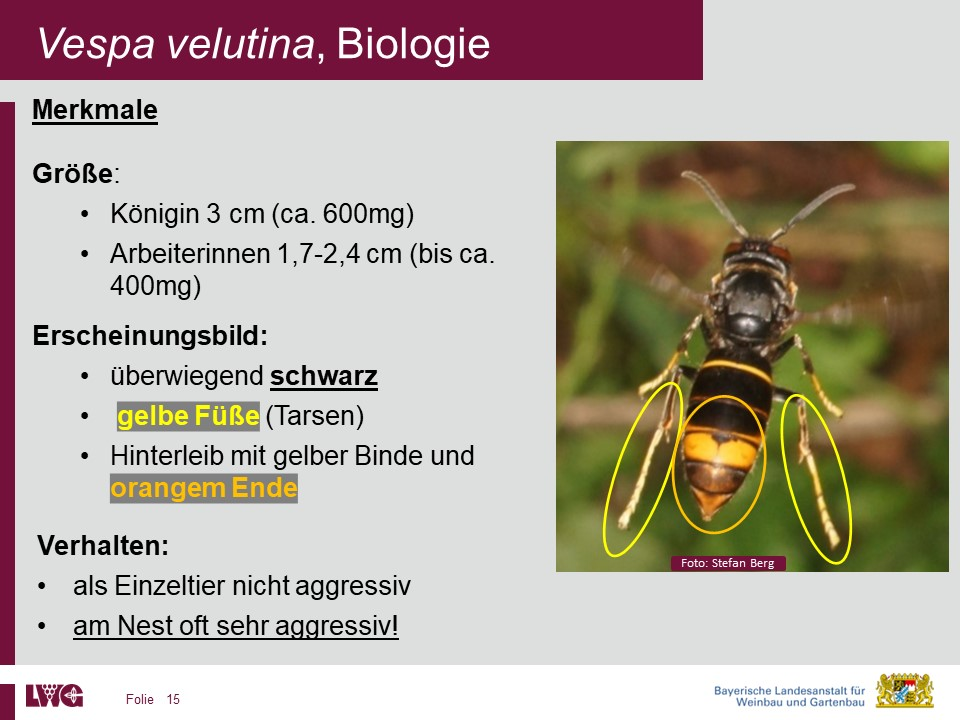 Vespa velutina, Biologie
Merkmale
Größe:
• Königin 3 cm (ca. 600mg)
• Arbeiterinnen 1,7-2,4 cm (bis ca.
400mg)
Erscheinungsbild:
• überwiegend schwarz
• gelbe Füße (Tarsen)
• Hinterleib mit gelber Binde und
orangem Ende
Verhalten:
• als Einzeltier nicht aggressiv
• am Nest oft sehr aggressiv!
Foto: Stefan Berg
LWG
Folie 15
Bayerische Landesanstalt für
Weinbau und Gartenbau